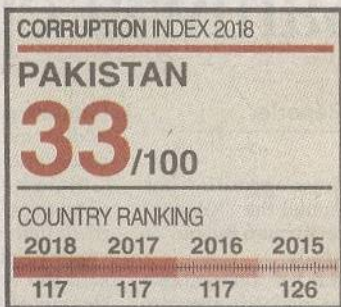 CORRUPTION INDEX 2018
PAKISTAN
33/100
COUNTRY RANKING
2018 2017 2016 2015
117 117 117 126